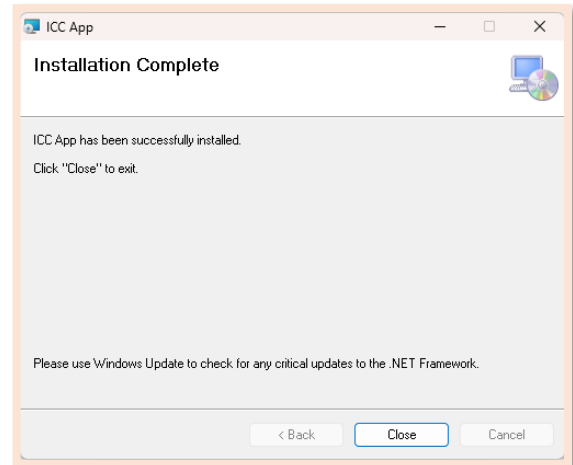 ICC App
Installation Complete
ICC App has been successfully installed.
Click "Close" to exit.
Please use Windows Update to check for any critical updates to the .NET Framework.
< Back
Close
Cancel